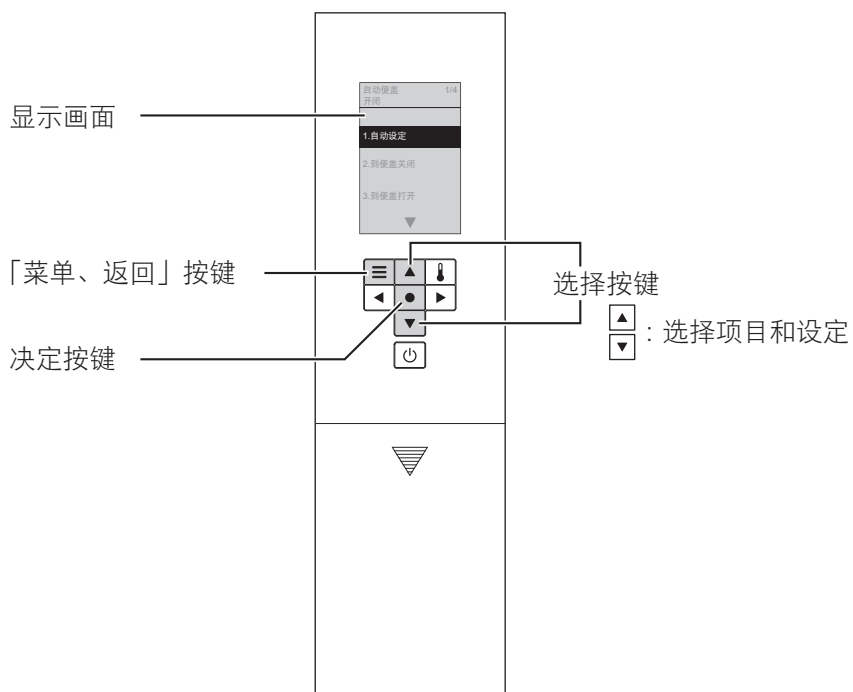 自动便盖 1/4
开闭
1.自动设定
2.到便盖关闭
3.到便盖打开
显示画面
「菜单、返回」按键
决定按键
选择按键
：选择项目和设定